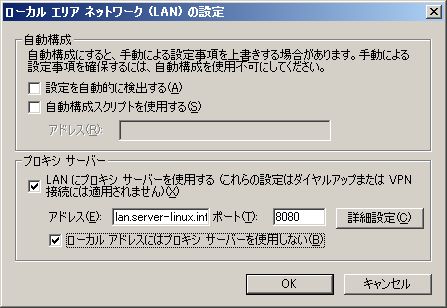 ローカル エリア ネットワーク (LAN) の設定
自動構成
自動構成にすると、手動による設定事項を上書きする場合があります。手動による
設定事項を確保するには、自動構成を使用不可にしてください。
設定を自動的に検出する(A)
自動構成スクリプトを使用する(S)
アドレス(R):
プロキシ サーバー
LAN にプロキシ サーバーを使用する (これらの設定はダイヤルアップまたは VPN
接続には適用されません)(X)
アドレス(E): lan.server-linux.inf ポート(T): 8080 詳細設定(C)
ローカル アドレスにはプロキシ サーバーを使用しない(B)
OK キャンセル